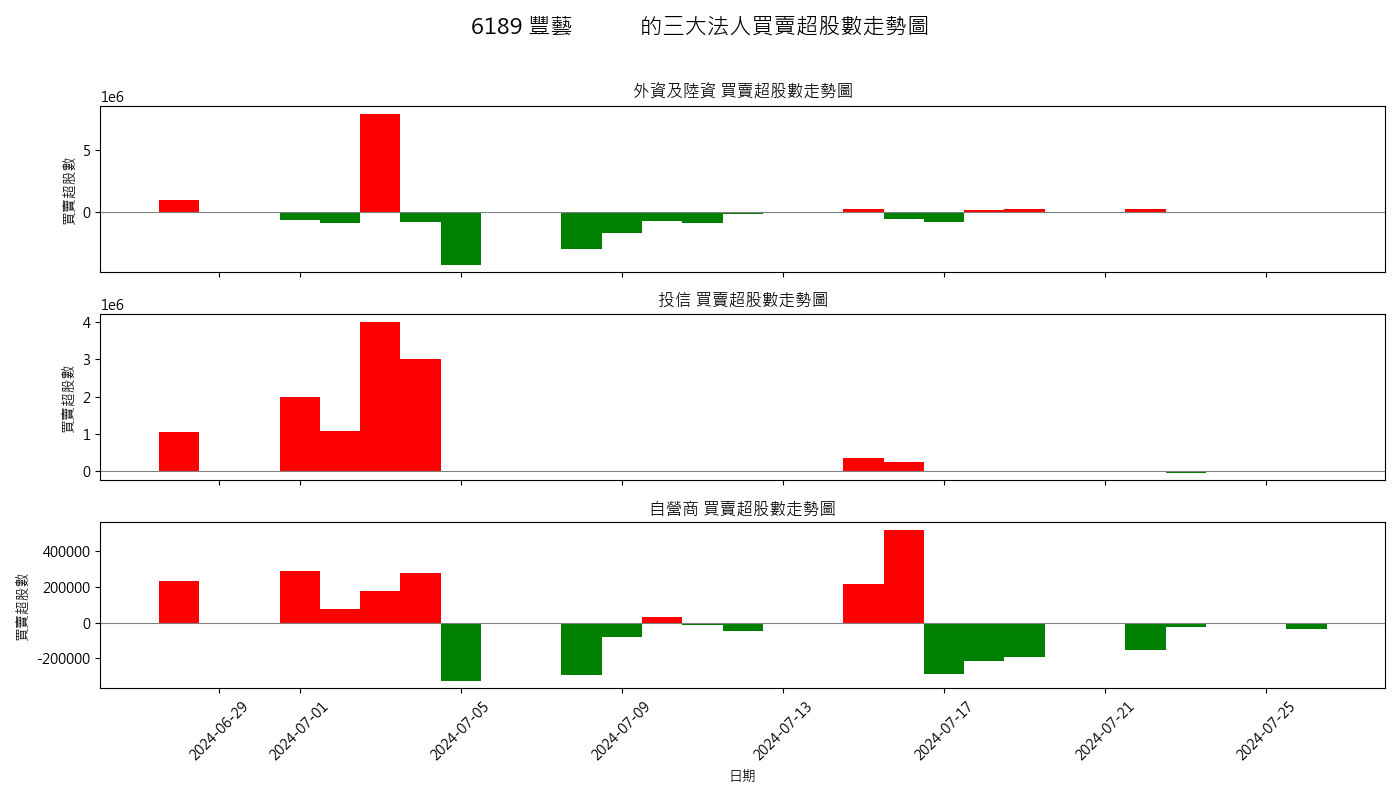 6189 豐藝 的三大法人買賣超股數走勢圖
外資及陸資 買賣超股數走勢圖
1e6
買賣超股數
5
0
投信 買賣超股數走勢圖
1e6
買賣超股數
4
3
2
1
0
自營商 買賣超股數走勢圖
買賣超股數
400000
200000
0
-200000
2024-06-29
2024-07-01
2024-07-05
2024-07-09
2024-07-13
2024-07-17
2024-07-21
2024-07-25
日期